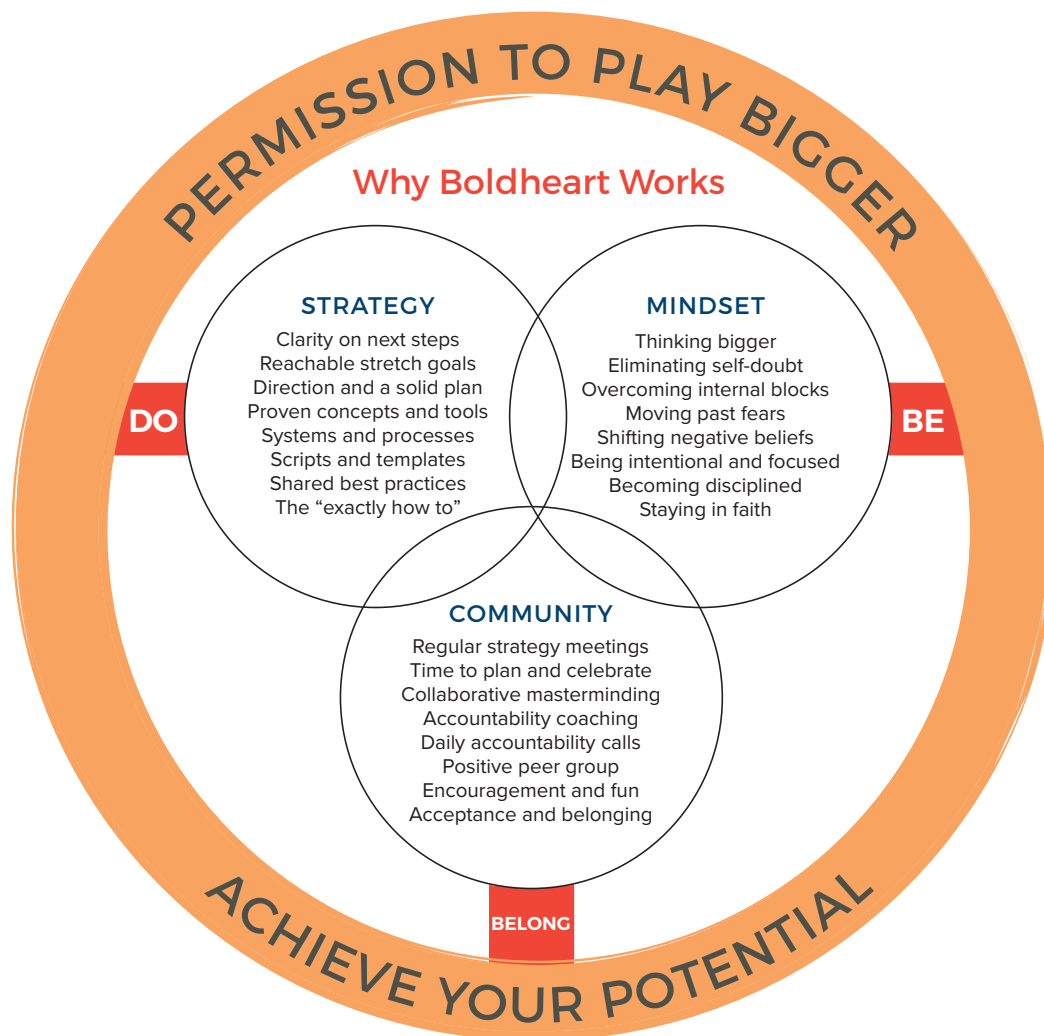 PERMISSION TO PLAY BIGGER
Why Boldheart Works
STRATEGY
Clarity on next steps
Reachable stretch goals
Direction and a solid plan
Proven concepts and tools
Systems and processes
Scripts and templates
Shared best practices
The “exactly how to”
DO
MINDSET
Thinking bigger
Eliminating self-doubt
Overcoming internal blocks
Moving past fears
Shifting negative beliefs
Being intentional and focused
Becoming disciplined
Staying in faith
BE
COMMUNITY
Regular strategy meetings
Time to plan and celebrate
Collaborative masterminding
Accountability coaching
Daily accountability calls
Positive peer group
Encouragement and fun
Acceptance and belonging
BELONG
ACHIEVE YOUR POTENTIAL